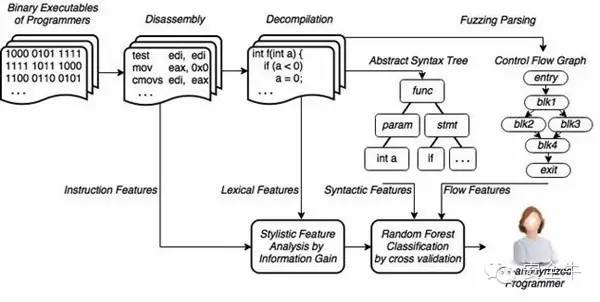 Binary Executables
of Programmers
1000 0101 1111
1111 1011 1000
1100 0110 0101
...
Disassembly
test edi, edi
mov eax, 0x0
cmovs edi, eax
...
Decompilation
int f(int a) {
if (a < 0)
a = 0;
...
Fuzzing Parsing
Abstract Syntax Tree
func
param
stmt
int a
if
...
Control Flow Graph
entry
blk1
blk2
blk3
blk4
exit
Instruction Features
Lexical Features
Syntactic Features
Flow Features
Stylistic Feature
Analysis by
Information Gain
Random Forest
Classification
by cross validation
Programmer